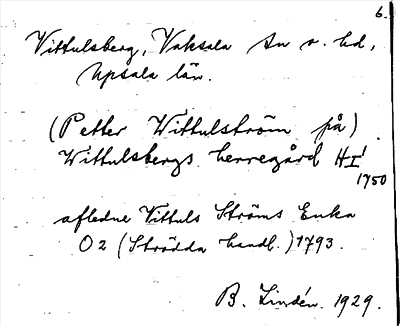 6.
Vittulsberg, Vaksala sn o. hd,
Upsala län.
(Petter Wittulström på)
Wittulsbergs herregård HI¹
1750
afledne Vittuls Ströms Enka
O2 (Strödda handl.) 1793.
B. Lindén. 1929.